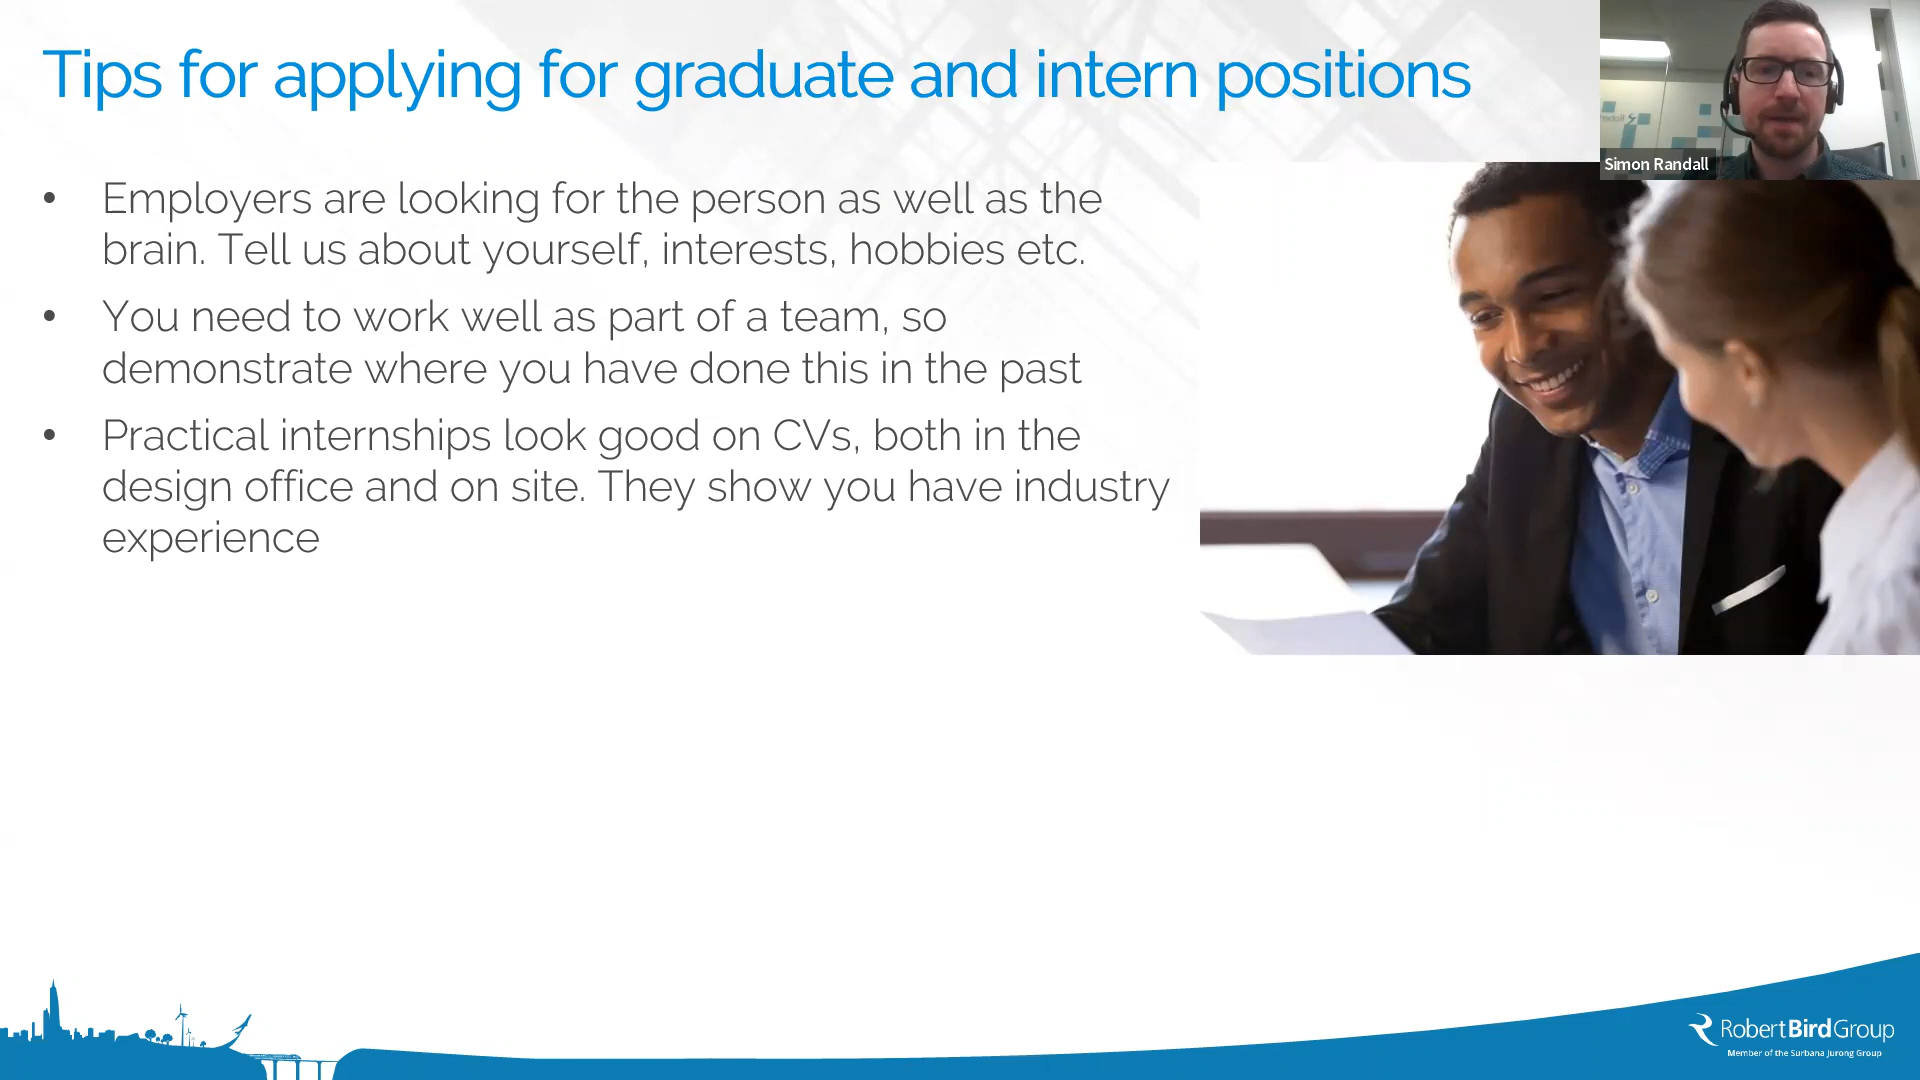 Tips for applying for graduate and intern positions
Simon Randall
• Employers are looking for the person as well as the
brain. Tell us about yourself, interests, hobbies etc.
• You need to work well as part of a team, so
demonstrate where you have done this in the past
• Practical internships look good on CVs, both in the
design office and on site. They show you have industry
experience
RobertBirdGroup
Member of the Surbana Jurong Group